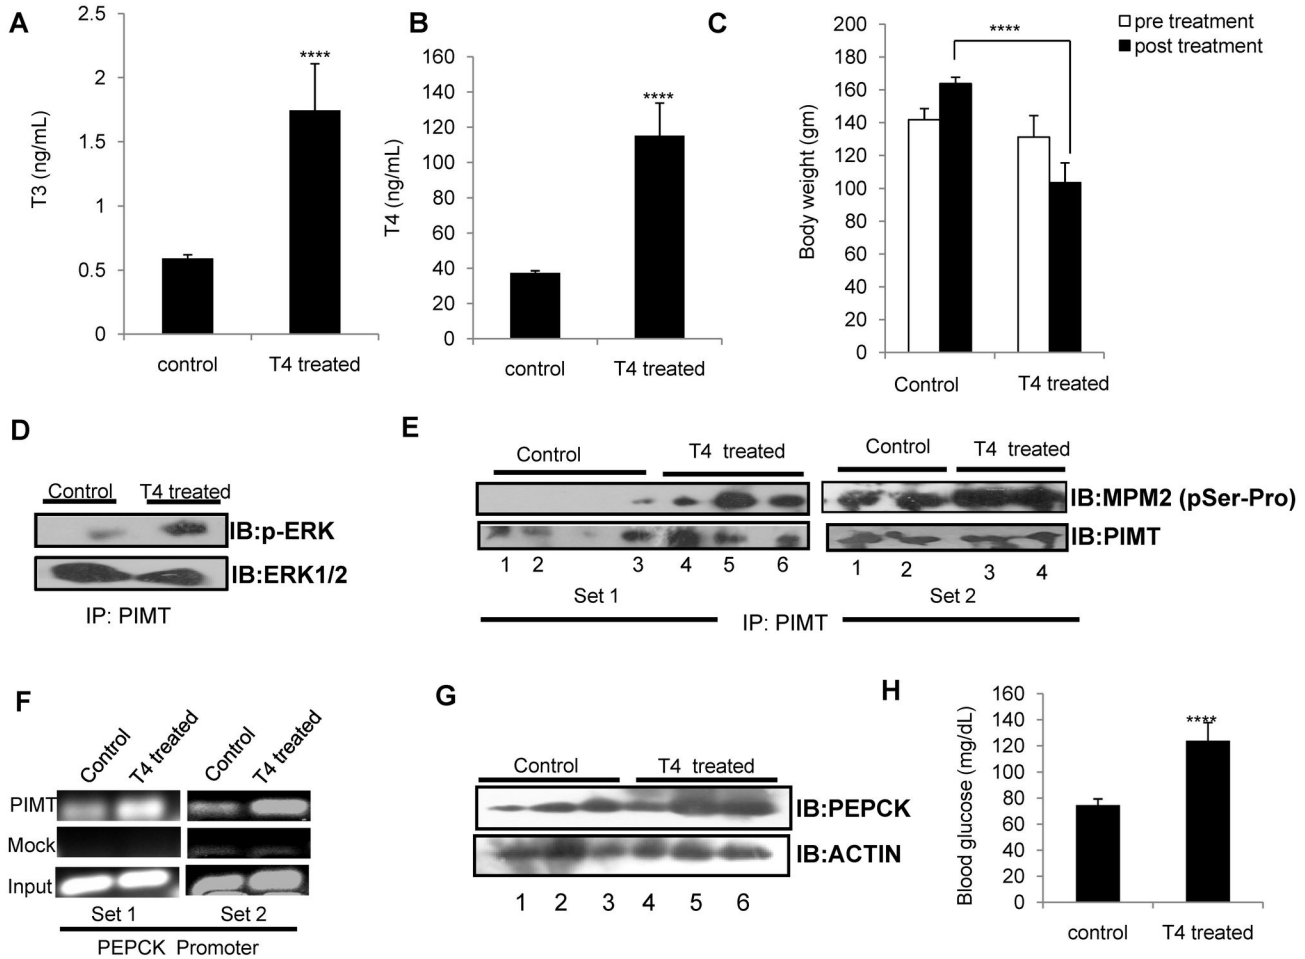 A
T3 (ng/mL)
2.5
2
1.5
1
0.5
0
****
control
T4 treated
B
T4 (ng/mL)
160
140
120
100
80
60
40
20
0
****
control
T4 treated
C
Body weight (gm)
200
180
160
140
120
100
80
60
40
20
0
****
pre treatment
post treatment
Control
T4 treated
D
Control T4 treated
IB:p-ERK
IB:ERK1/2
IP: PIMT
E
Control T4 treated Control T4 treated
IB:MPM2 (pSer-Pro)
IB:PIMT
1 2 3 4 5 6 1 2 3 4
Set 1 Set 2
IP: PIMT
F
Control T4 treated Control T4 treated
PIMT
Mock
Input
Set 1 Set 2
PEPCK Promoter
G
Control T4 treated
IB:PEPCK
IB:ACTIN
1 2 3 4 5 6
H
Blood glucose (mg/dL)
160
140
120
100
80
60
40
20
0
****
control
T4 treated